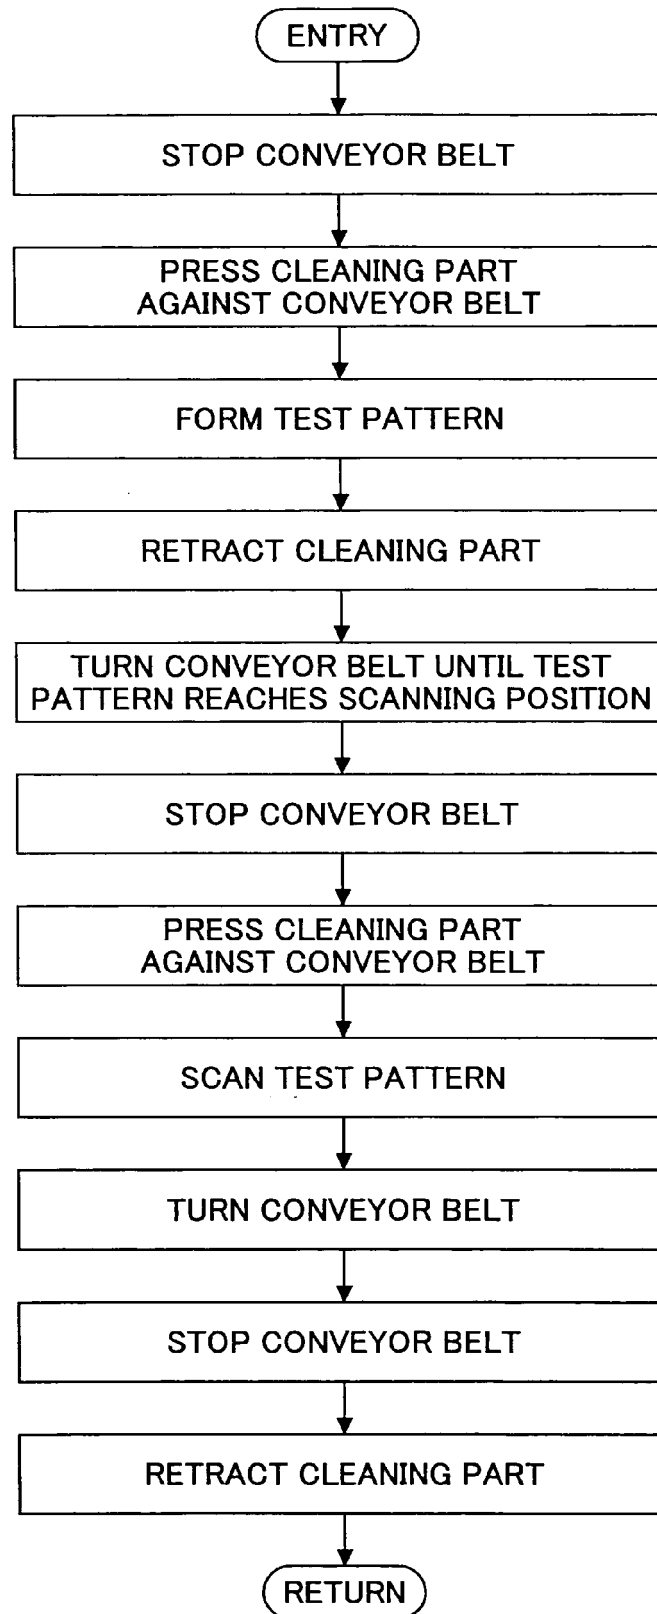 ENTRY
STOP CONVEYOR BELT
PRESS CLEANING PART
AGAINST CONVEYOR BELT
FORM TEST PATTERN
RETRACT CLEANING PART
TURN CONVEYOR BELT UNTIL TEST
PATTERN REACHES SCANNING POSITION
STOP CONVEYOR BELT
PRESS CLEANING PART
AGAINST CONVEYOR BELT
SCAN TEST PATTERN
TURN CONVEYOR BELT
STOP CONVEYOR BELT
RETRACT CLEANING PART
RETURN